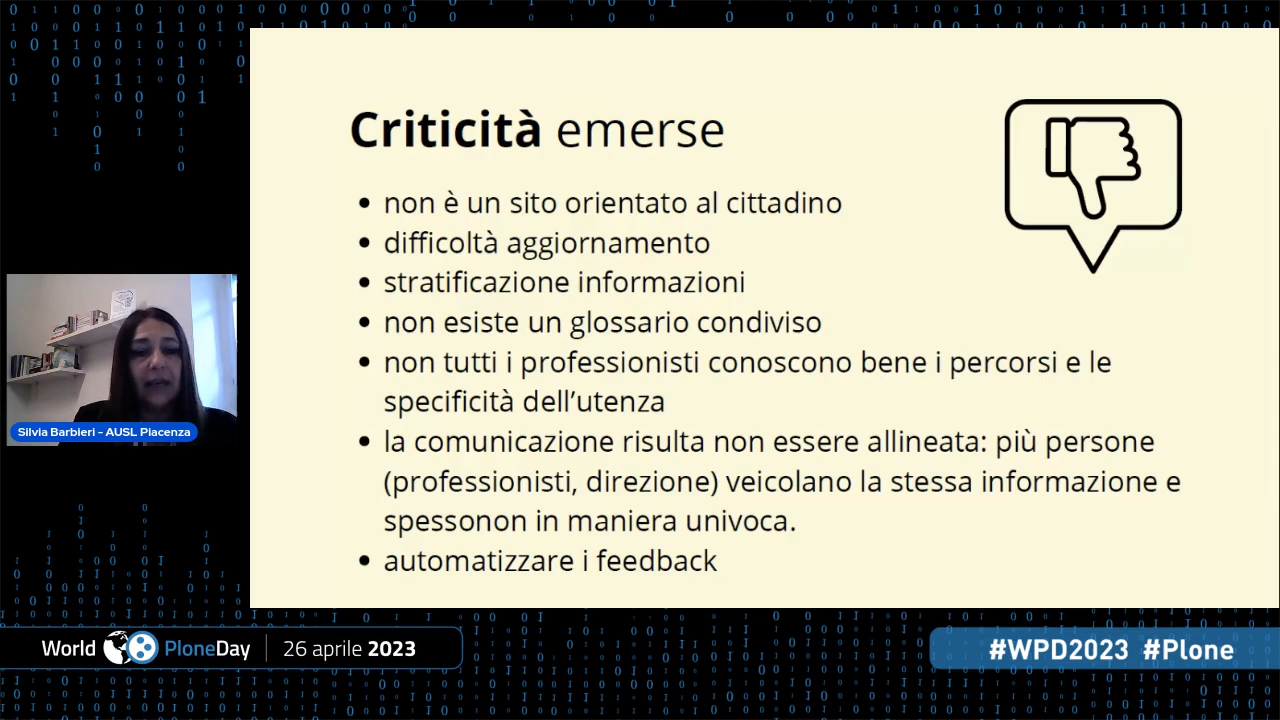 Criticità emerse
non è un sito orientato al cittadino
difficoltà aggiornamento
stratificazione informazioni
non esiste un glossario condiviso
non tutti i professionisti conoscono bene i percorsi e le
specificità dell’utenza
la comunicazione risulta non essere allineata: più persone
(professionisti, direzione) veicolano la stessa informazione e
spessonon in maniera univoca.
automatizzare i feedback
Silvia Barbieri - AUSL Piacenza
World PloneDay 26 aprile 2023
#WPD2023 #Plone